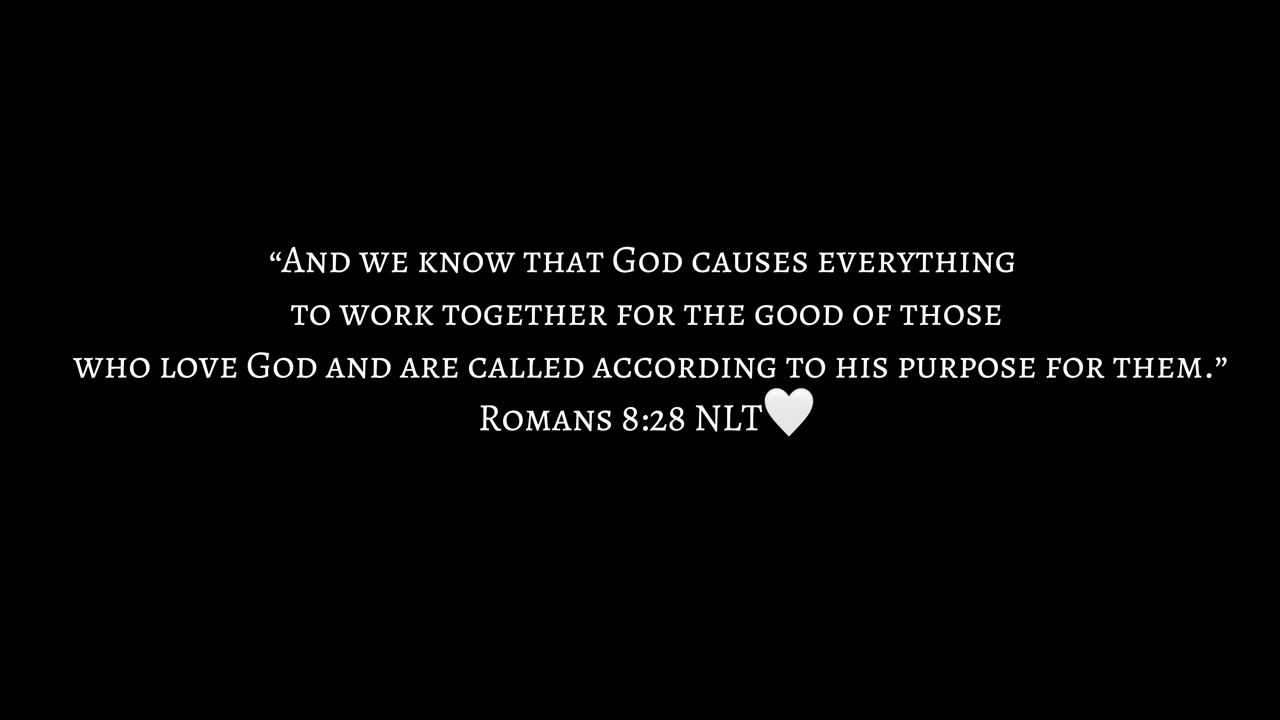 “And we know that God causes everything
to work together for the good of those
who love God and are called according to his purpose for them.”
Romans 8:28 NLT🤍